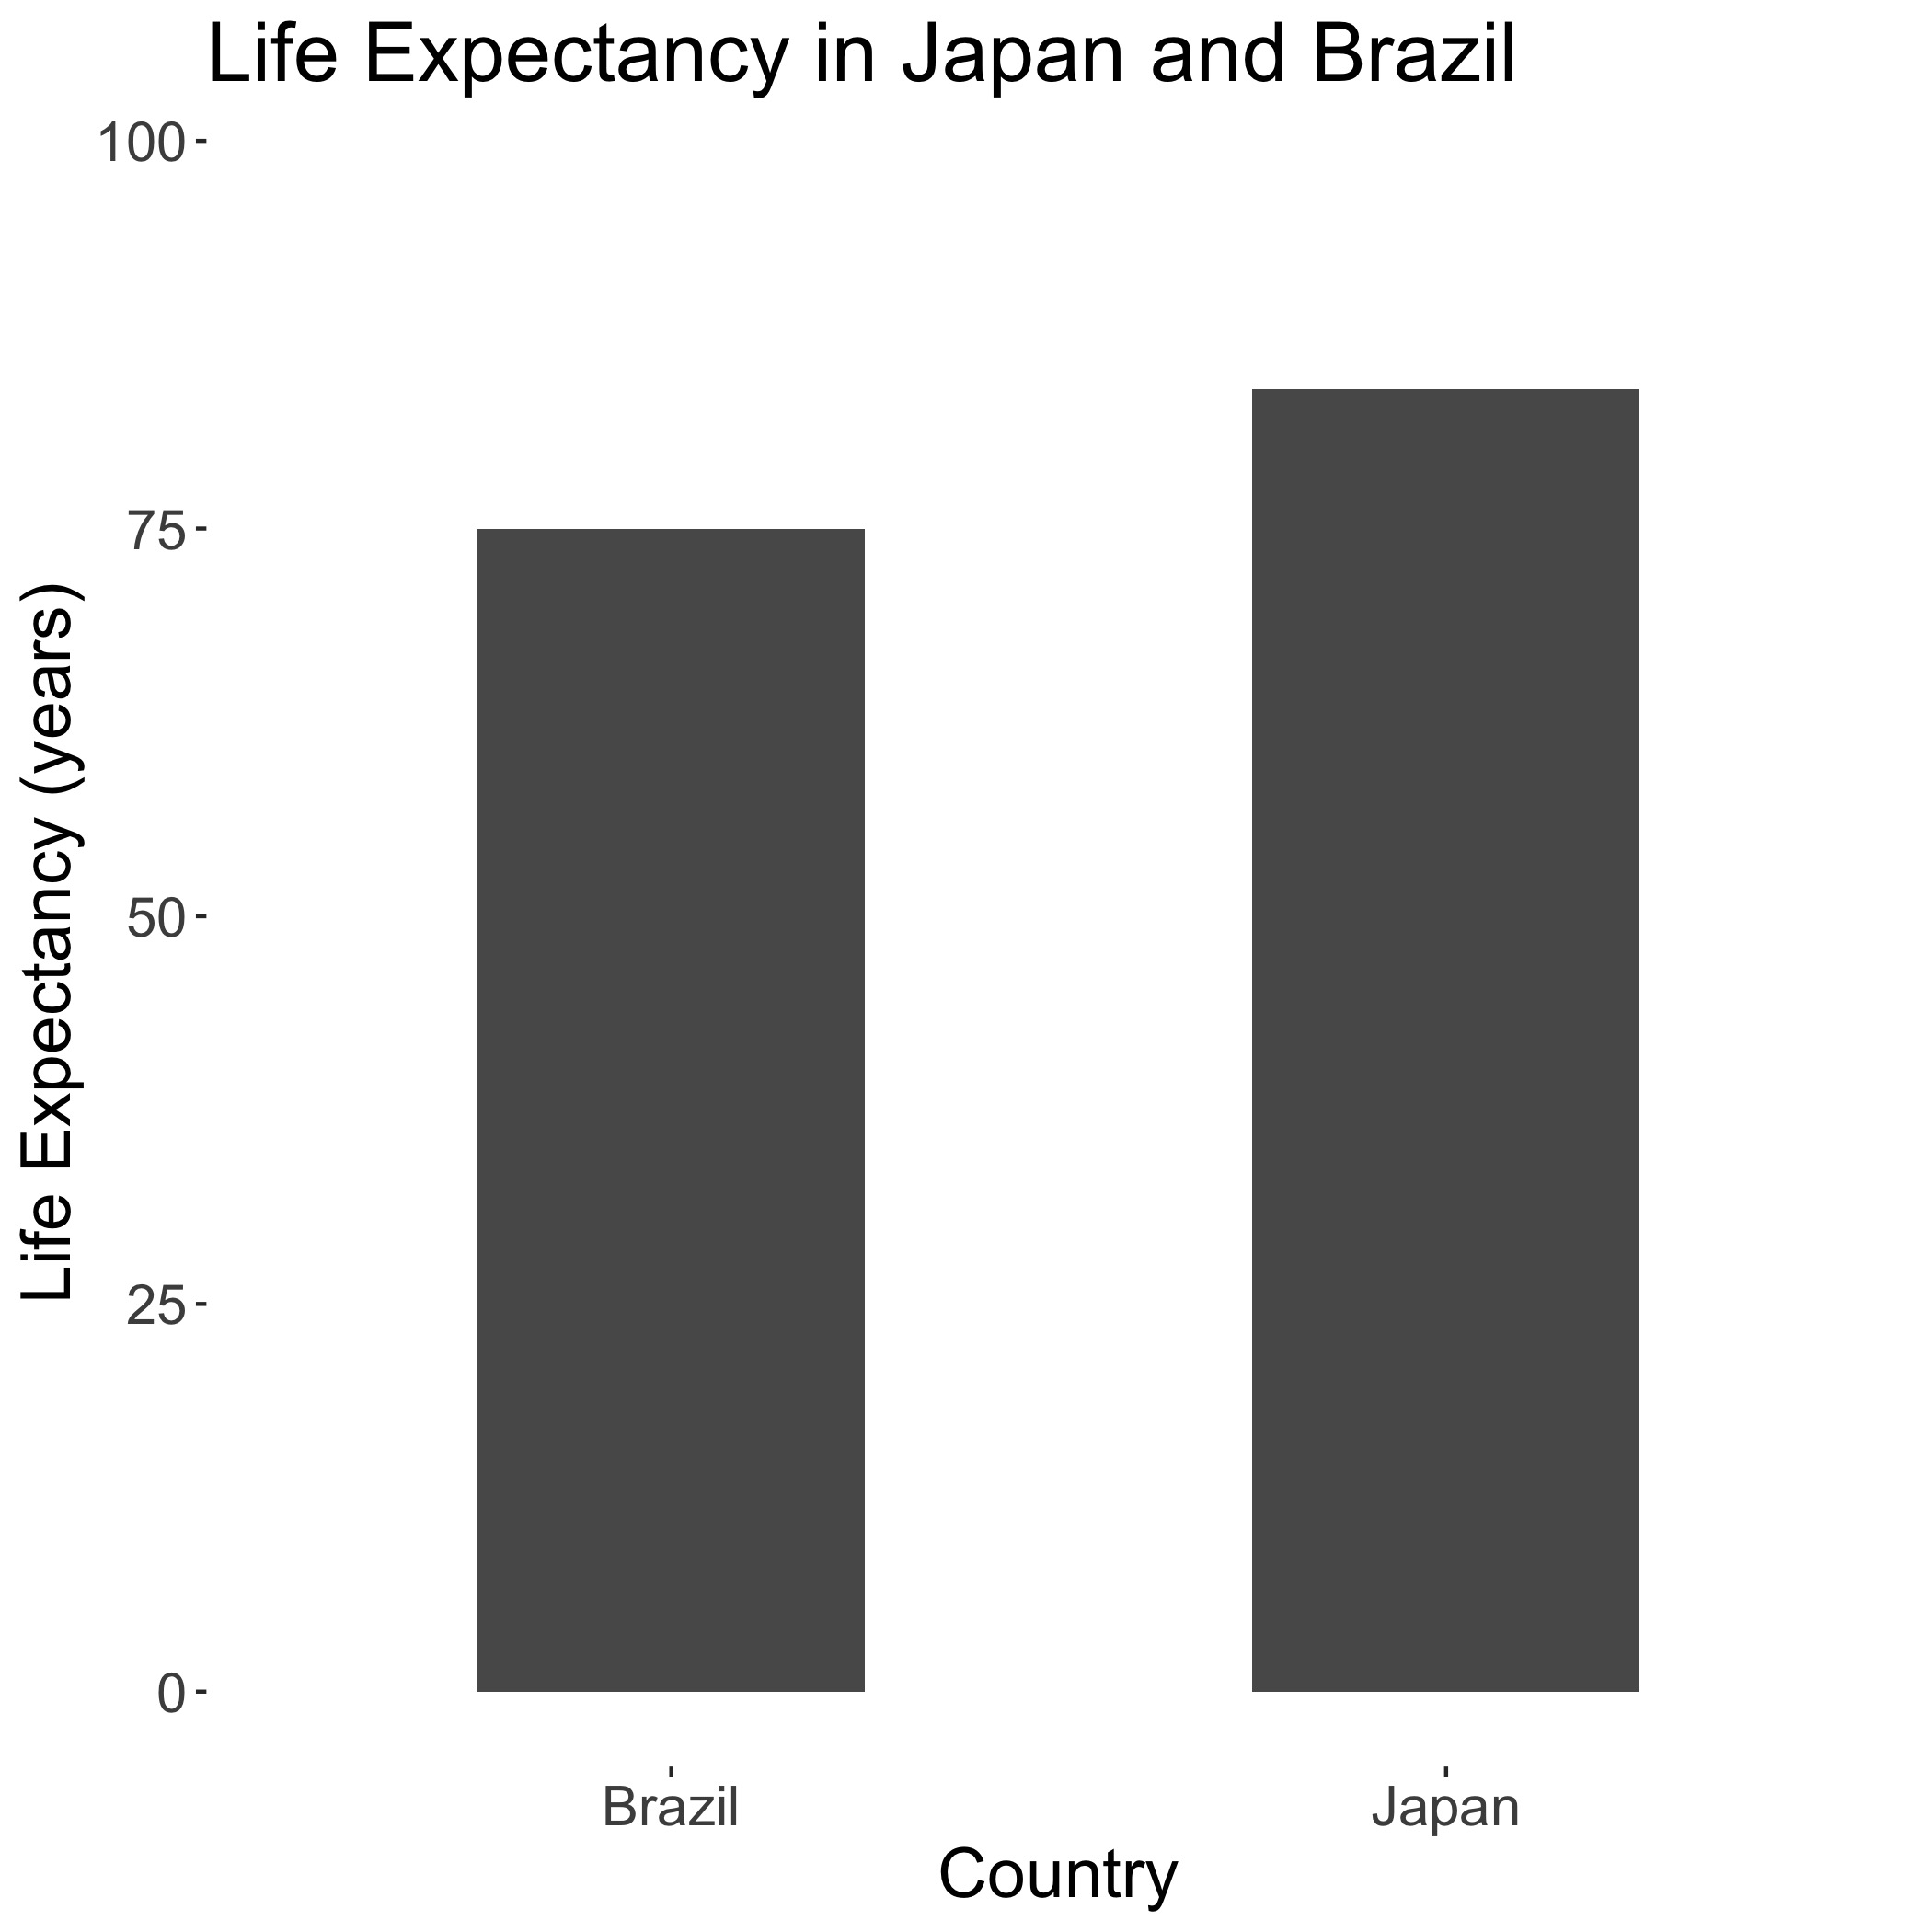 Life Expectancy in Japan and Brazil
100
75
50
25
0
Life Expectancy (years)
Brazil
Japan
Country